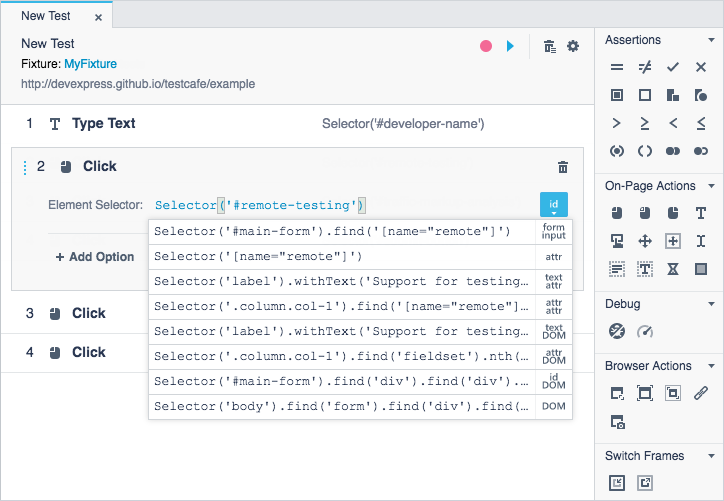 New Test ×
New Test
Fixture: MyFixture
http://devexpress.github.io/testcafe/example
1 Type Text Selector('#developer-name')
2 Click
Element Selector: Selector('#remote-testing') id
Selector('#main-form').find('[name="remote"]') form input
Selector('[name="remote"]') attr
Selector('label').withText('Support for testing… text attr
Selector('.column.col-1').find('[name="remote"]… attr attr
Selector('label').withText('Support for testing… text DOM
Selector('.column.col-1').find('fieldset').nth(… attr DOM
Selector('#main-form').find('div').find('div').… id DOM
Selector('body').find('form').find('div').find(… DOM
+ Add Option
3 Click
4 Click
Assertions
On-Page Actions
Debug
Browser Actions
Switch Frames